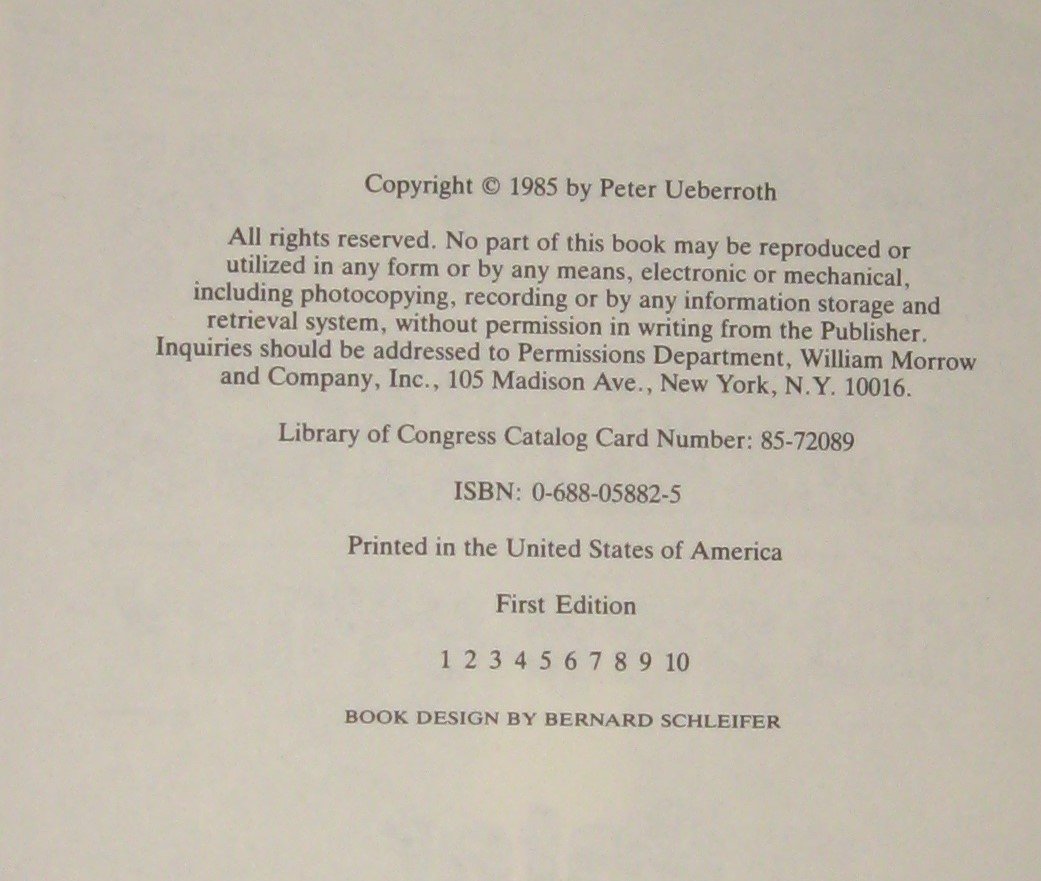 Copyright © 1985 by Peter Ueberroth
All rights reserved. No part of this book may be reproduced or
utilized in any form or by any means, electronic or mechanical,
including photocopying, recording or by any information storage and
retrieval system, without permission in writing from the Publisher.
Inquiries should be addressed to Permissions Department, William Morrow
and Company, Inc., 105 Madison Ave., New York, N.Y. 10016.
Library of Congress Catalog Card Number: 85-72089
ISBN: 0-688-05882-5
Printed in the United States of America
First Edition
1 2 3 4 5 6 7 8 9 10
BOOK DESIGN BY BERNARD SCHLEIFER